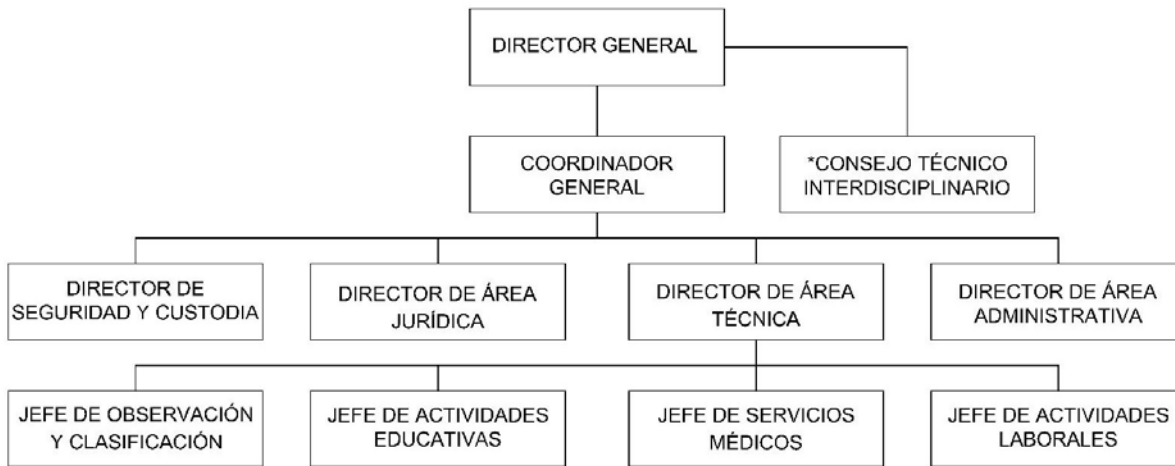 DIRECTOR GENERAL
COORDINADOR
GENERAL
*CONSEJO TÉCNICO
INTERDISCIPLINARIO
DIRECTOR DE
SEGURIDAD Y CUSTODIA
DIRECTOR DE ÁREA
JURÍDICA
DIRECTOR DE ÁREA
TÉCNICA
DIRECTOR DE ÁREA
ADMINISTRATIVA
JEFE DE OBSERVACIÓN
Y CLASIFICACIÓN
JEFE DE ACTIVIDADES
EDUCATIVAS
JEFE DE SERVICIOS
MÉDICOS
JEFE DE ACTIVIDADES
LABORALES